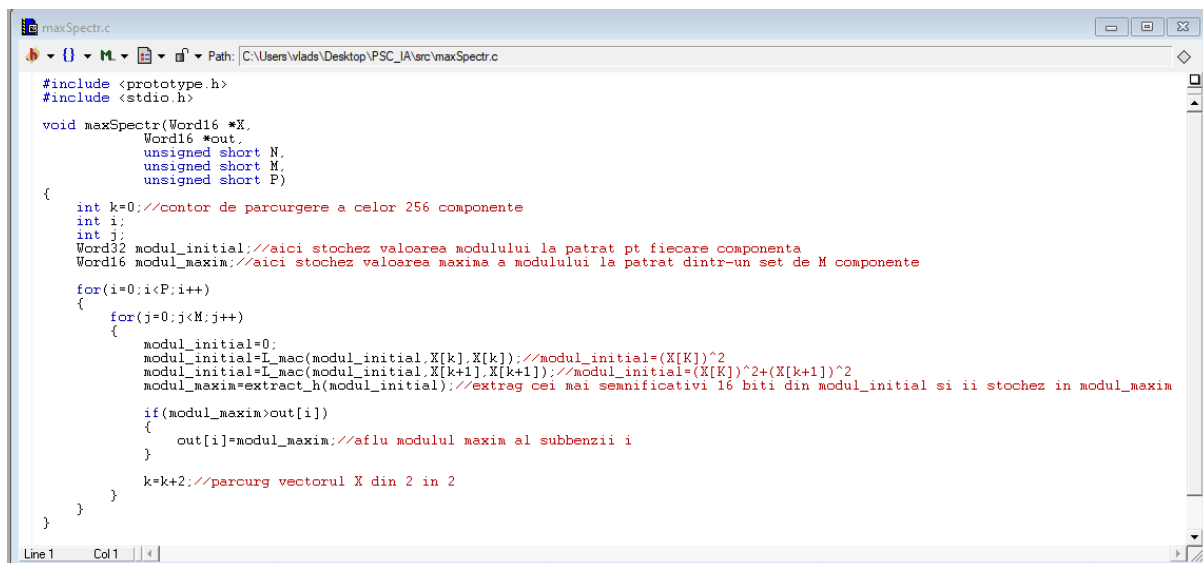 maxSpectr.c
Path: C:\Users\vlads\Desktop\PSC_IA\src\maxSpectr.c
#include <prototype.h>
#include <stdio.h>
void maxSpectr(Word16 *X,
Word16 *out,
unsigned short N,
unsigned short M,
unsigned short P)
{
int k=0;//contor de parcurgere a celor 256 componente
int i;
int j;
Word32 modul_initial;//aici stochez valoarea modulului la patrat pt fiecare componenta
Word16 modul_maxim;//aici stochez valoarea maxima a modulului la patrat dintr-un set de M componente
for(i=0;i<P;i++)
{
for(j=0;j<M;j++)
{
modul_initial=0;
modul_initial=L_mac(modul_initial,X[k],X[k]);//modul_initial=(X[K])^2
modul_initial=L_mac(modul_initial,X[k+1],X[k+1]);//modul_initial=(X[K])^2+(X[k+1])^2
modul_maxim=extract_h(modul_initial);//extrag cei mai semnificativi 16 biti din modul_initial si ii stochez in modul_maxim
if(modul_maxim>out[i])
{
out[i]=modul_maxim;//aflu modulul maxim al subbenzii i
}
k=k+2;//parcurg vectorul X din 2 in 2
}
}
}
Line 1 Col 1